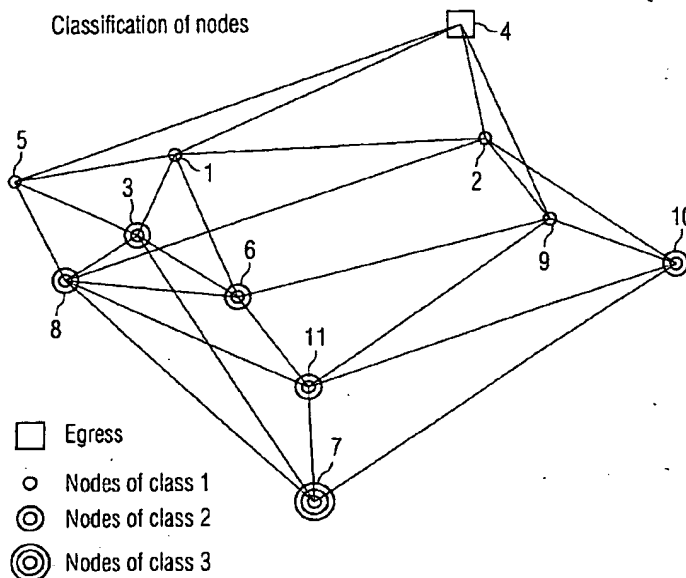 Classification of nodes
4
5
1
2
3
10
9
6
8
11
7
Egress
Nodes of class 1
Nodes of class 2
Nodes of class 3